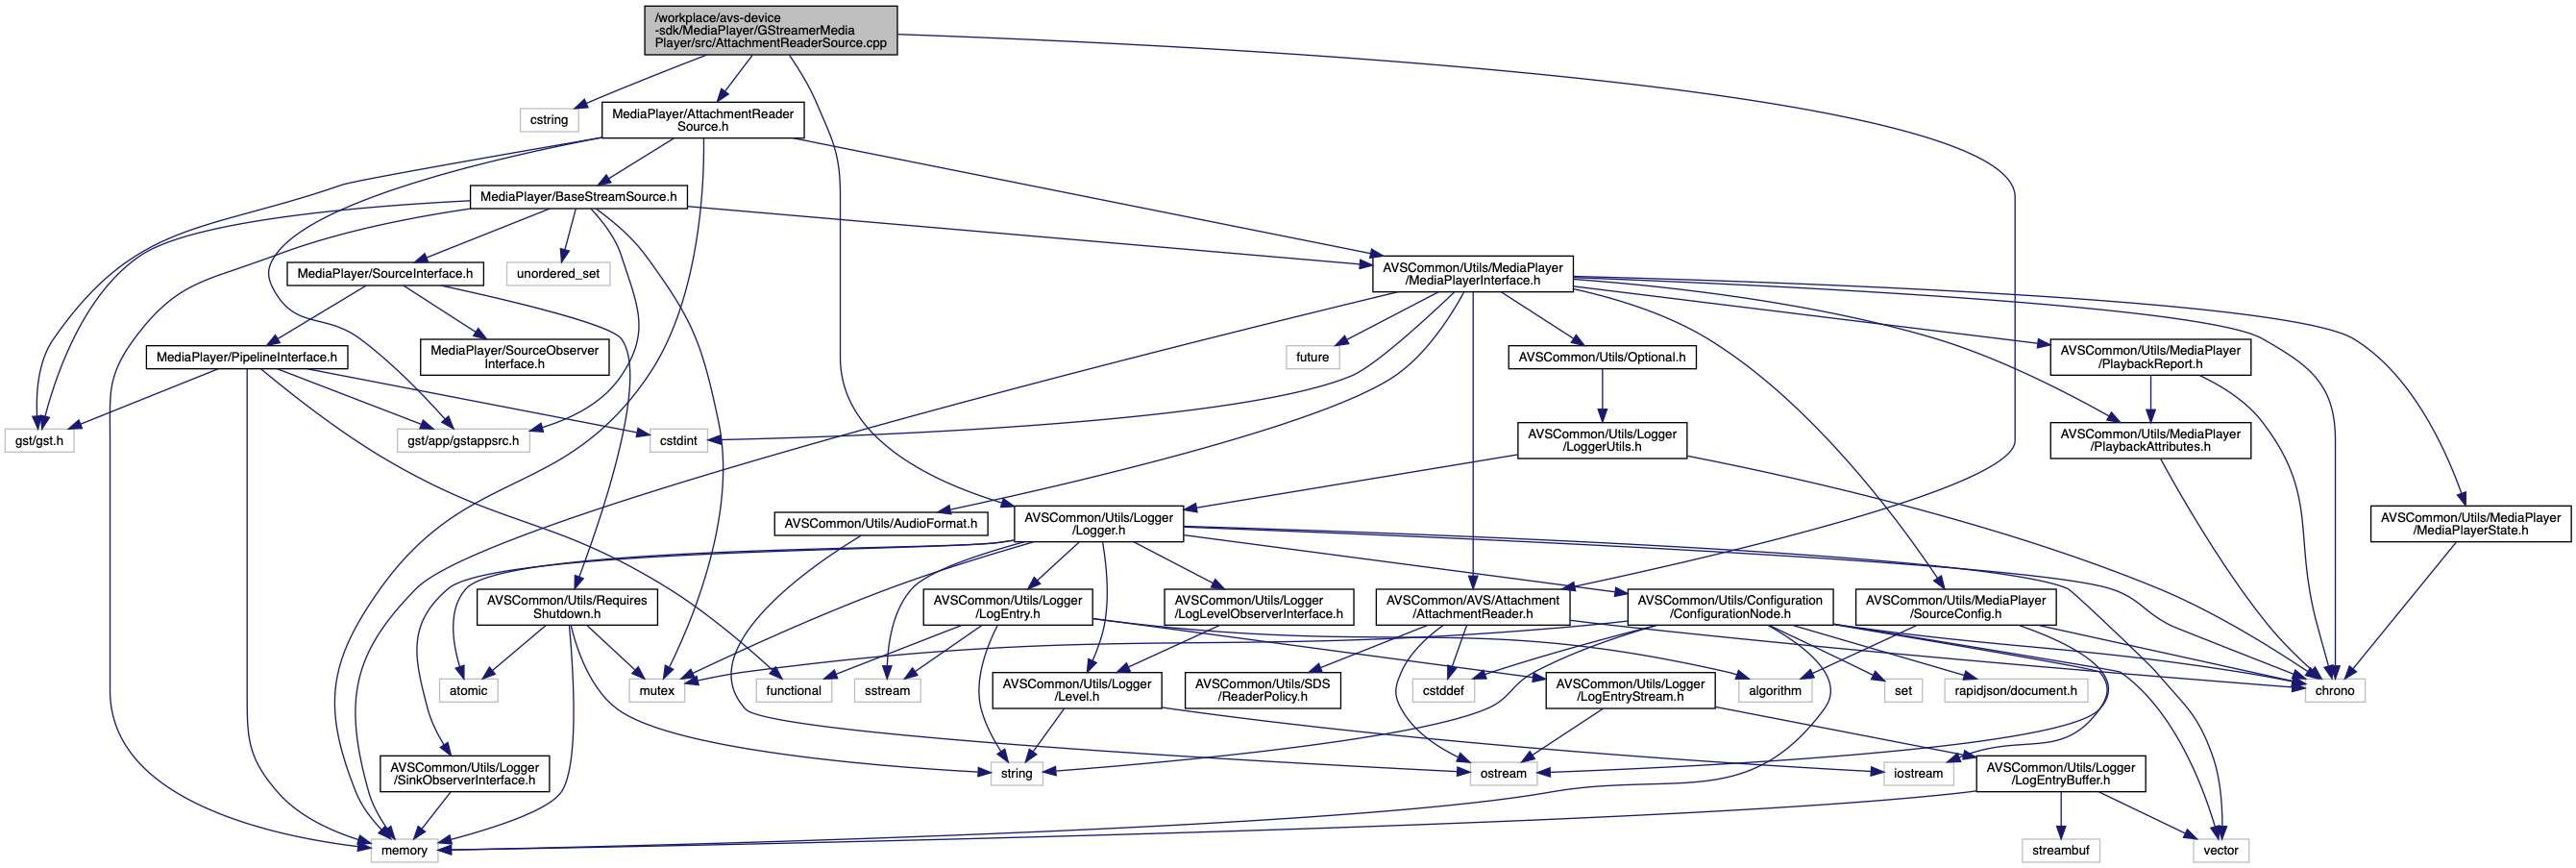 /workplace/avs-device
-sdk/MediaPlayer/GStreamerMedia
Player/src/AttachmentReaderSource.cpp
cstring
MediaPlayer/AttachmentReader
Source.h
MediaPlayer/BaseStreamSource.h
MediaPlayer/SourceInterface.h
unordered_set
AVSCommon/Utils/MediaPlayer
/MediaPlayerInterface.h
MediaPlayer/PipelineInterface.h
MediaPlayer/SourceObserver
Interface.h
future
AVSCommon/Utils/Optional.h
AVSCommon/Utils/MediaPlayer
/PlaybackReport.h
gst/gst.h
gst/app/gstappsrc.h
cstdint
AVSCommon/Utils/Logger
/LoggerUtils.h
AVSCommon/Utils/MediaPlayer
/PlaybackAttributes.h
AVSCommon/Utils/AudioFormat.h
AVSCommon/Utils/Logger
/Logger.h
AVSCommon/Utils/MediaPlayer
/MediaPlayerState.h
AVSCommon/Utils/Requires
Shutdown.h
AVSCommon/Utils/Logger
/LogEntry.h
AVSCommon/Utils/Logger
/LogLevelObserverInterface.h
AVSCommon/AVS/Attachment
/AttachmentReader.h
AVSCommon/Utils/Configuration
/ConfigurationNode.h
AVSCommon/Utils/MediaPlayer
/SourceConfig.h
atomic
mutex
functional
sstream
AVSCommon/Utils/Logger
/Level.h
AVSCommon/Utils/SDS
/ReaderPolicy.h
cstddef
AVSCommon/Utils/Logger
/LogEntryStream.h
algorithm
set
rapidjson/document.h
chrono
AVSCommon/Utils/Logger
/SinkObserverInterface.h
string
ostream
iostream
AVSCommon/Utils/Logger
/LogEntryBuffer.h
memory
streambuf
vector